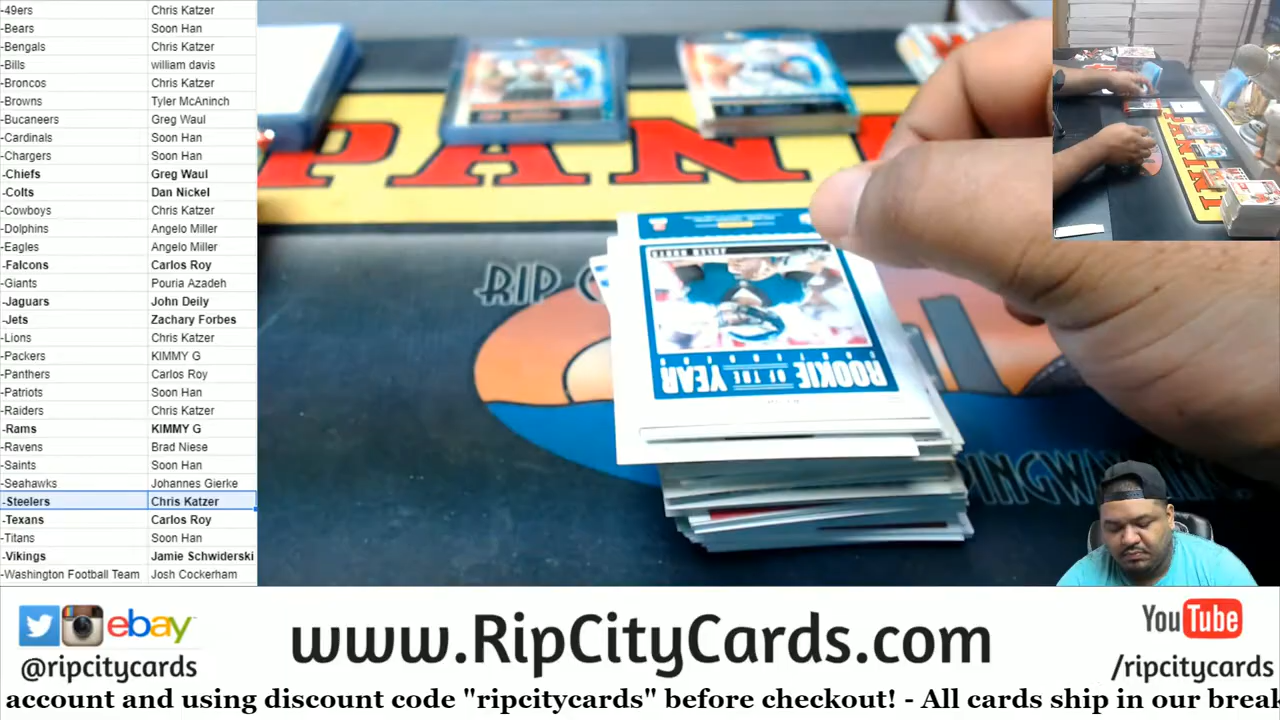 -49ers Chris Katzer
-Bears Soon Han
-Bengals Chris Katzer
-Bills william davis
-Broncos Chris Katzer
-Browns Tyler McAninch
-Bucaneers Greg Waul
-Cardinals Soon Han
-Chargers Soon Han
-Chiefs Greg Waul
-Colts Dan Nickel
-Cowboys Chris Katzer
-Dolphins Angelo Miller
-Eagles Angelo Miller
-Falcons Carlos Roy
-Giants Pouria Azadeh
-Jaguars John Deily
-Jets Zachary Forbes
-Lions Chris Katzer
-Packers KIMMY G
-Panthers Carlos Roy
-Patriots Soon Han
-Raiders Chris Katzer
-Rams KIMMY G
-Ravens Brad Niese
-Saints Soon Han
-Seahawks Johannes Gierke
-Steelers Chris Katzer
-Texans Carlos Roy
-Titans Soon Han
-Vikings Jamie Schwiderski
-Washington Football Team Josh Cockerham
PANINI
RIP
ROOKIE OF THE YEAR
CONTENDERS
ebay
@ripcitycards
www.RipCityCards.com
YouTube
/ripcitycards
account and using discount code "ripcitycards" before checkout! - All cards ship in our break